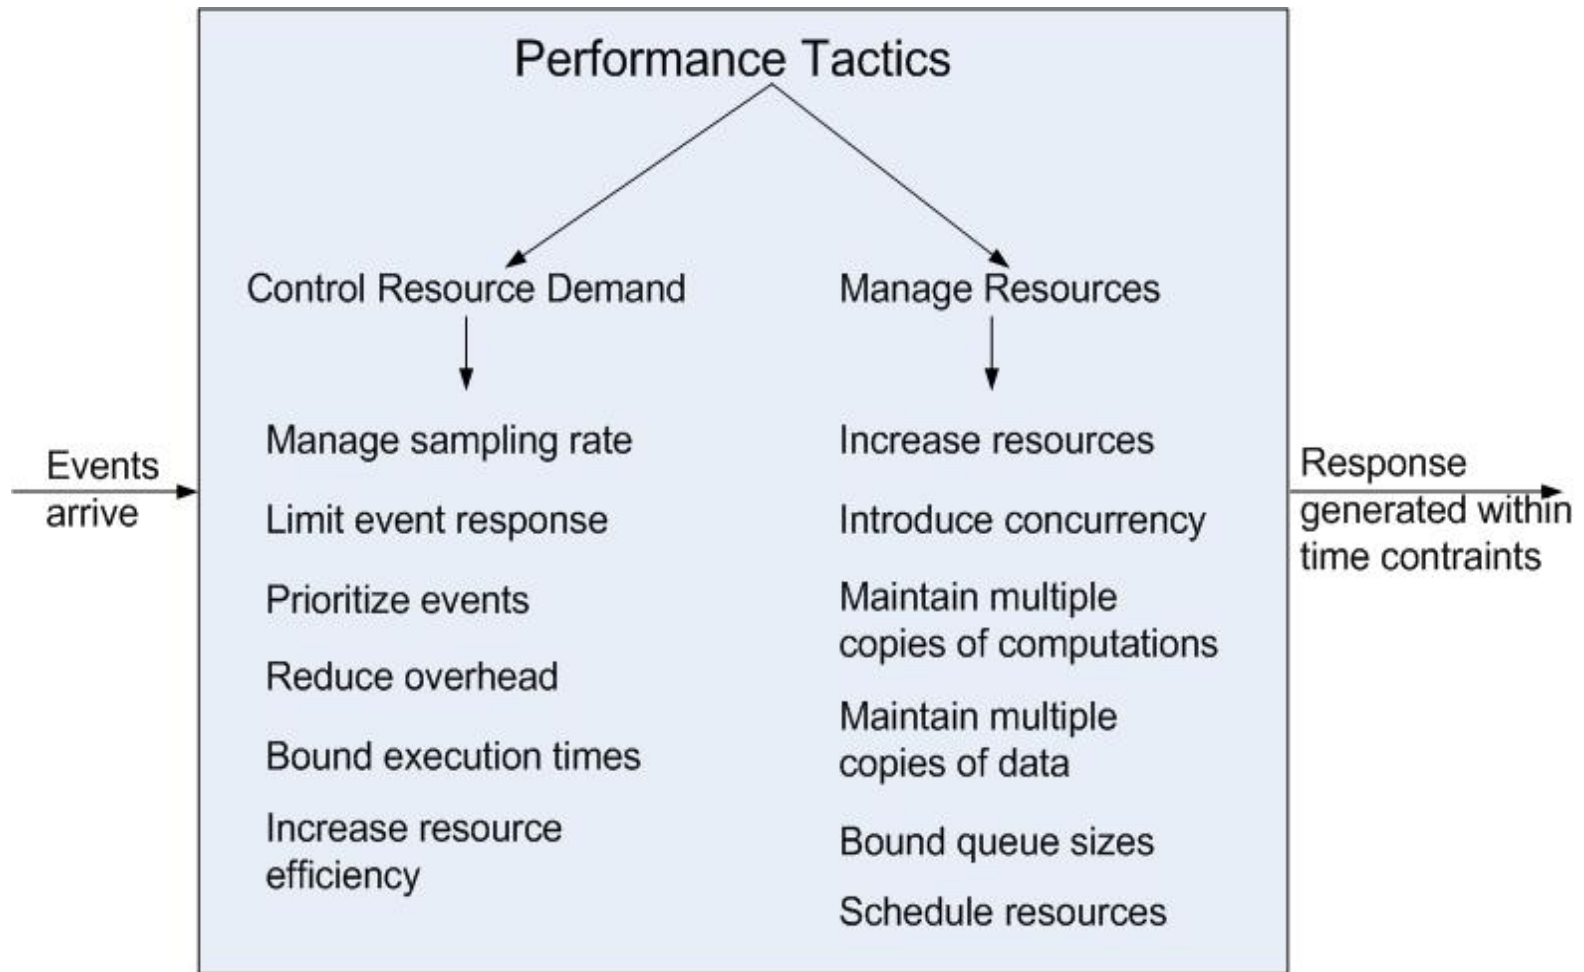 Performance Tactics
Control Resource Demand
Manage Resources
Events
arrive
Manage sampling rate
Limit event response
Prioritize events
Reduce overhead
Bound execution times
Increase resource
efficiency
Increase resources
Introduce concurrency
Maintain multiple
copies of computations
Maintain multiple
copies of data
Bound queue sizes
Schedule resources
Response
generated within
time contraints